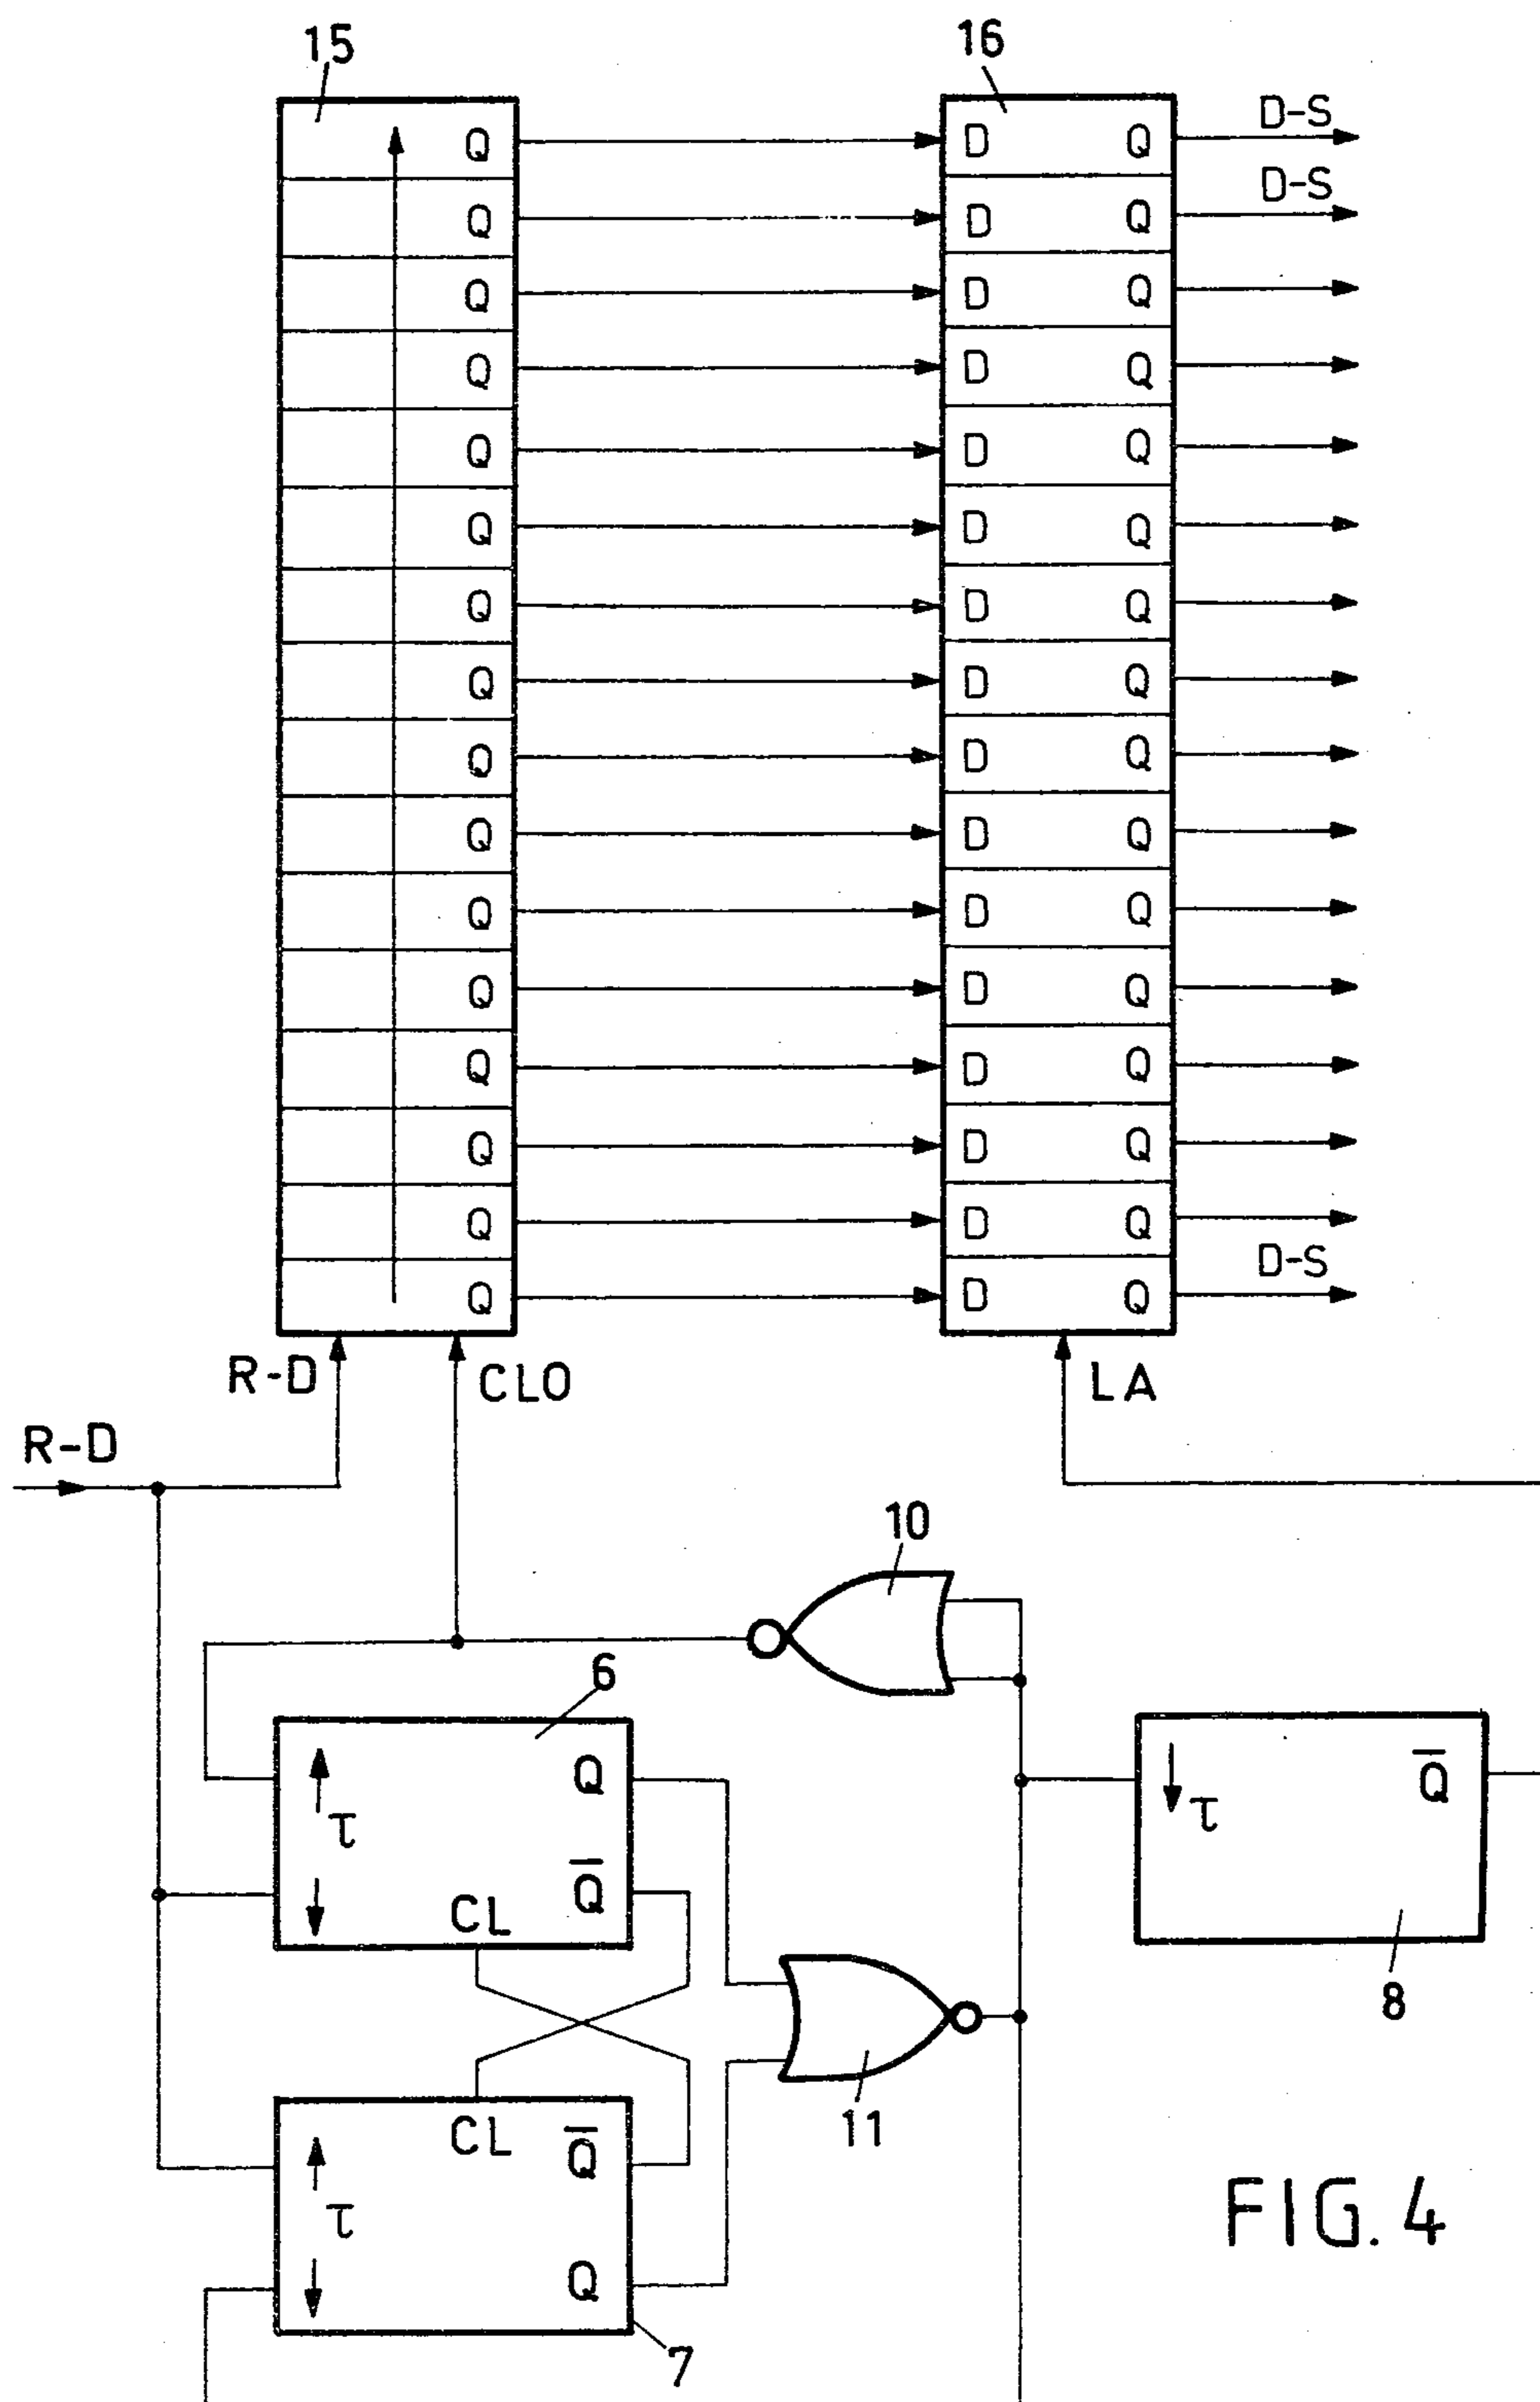 15 16
Q D Q D-S
Q D Q D-S
Q D Q
Q D Q
Q D Q
Q D Q
Q D Q
Q D Q
Q D Q
Q D Q
Q D Q
Q D Q
Q D Q
Q D Q
Q D Q
Q D Q D-S
R-D CLO LA
R-D
10
6
Q Q̅
τ τ
Q̅
CL
8
11
CL Q̅
τ
FIG. 4
Q
7